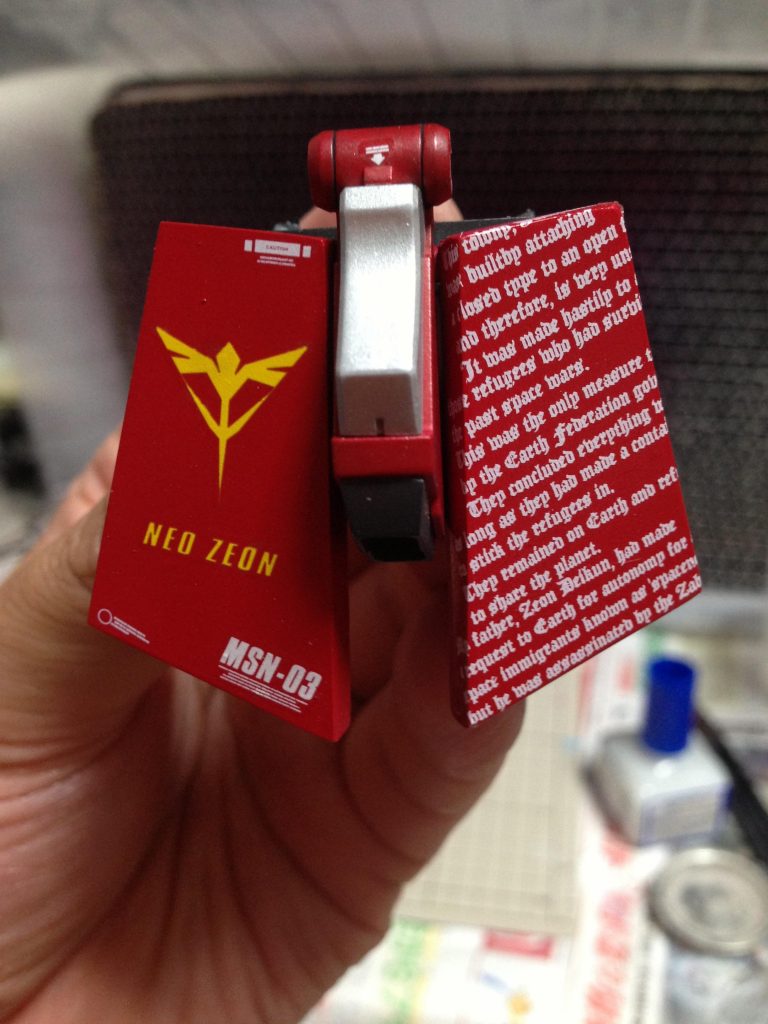 CAUTION
NEO ZEON
MSN-03
colony,
builtdy attaching
closed type to an open
and therefore, is very un
It was made hastily to
refugees who had survi
past space wars.
This was the only measure
by the Earth Federation gov
They concluded everything
long as they had made a conta
stick the refugees in.
They remained on Earth and ref
to share the planet.
father, Zeon Deikun, had made
request to Earth for autonomy for
space immigrants known as 'spacen
but he was assassinated by the Zab